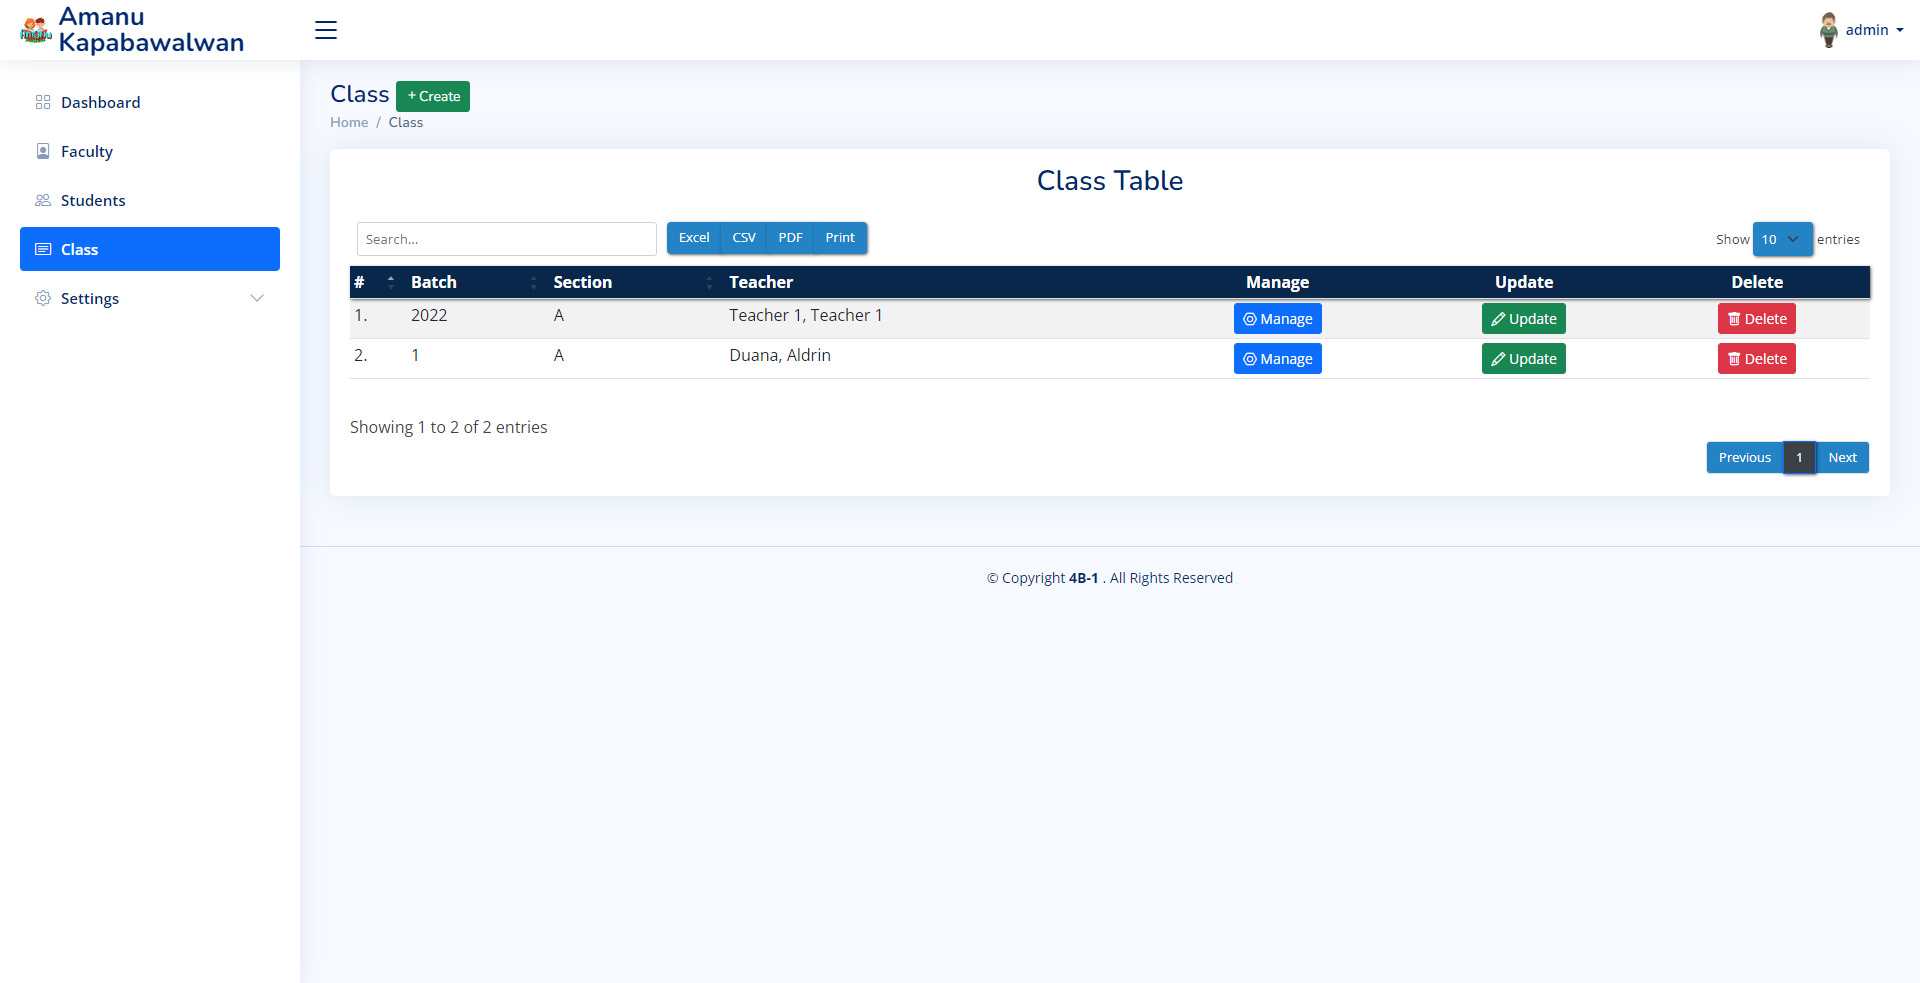 Amanu
Kapabawalwan
admin
Dashboard
Faculty
Students
Class
Settings
Class + Create
Home / Class
Class Table
Search...
Excel CSV PDF Print
Show 10 entries
# Batch Section Teacher Manage Update Delete
1. 2022 A Teacher 1, Teacher 1 Manage Update Delete
2. 1 A Duana, Aldrin Manage Update Delete
Showing 1 to 2 of 2 entries
Previous 1 Next
© Copyright 4B-1 . All Rights Reserved